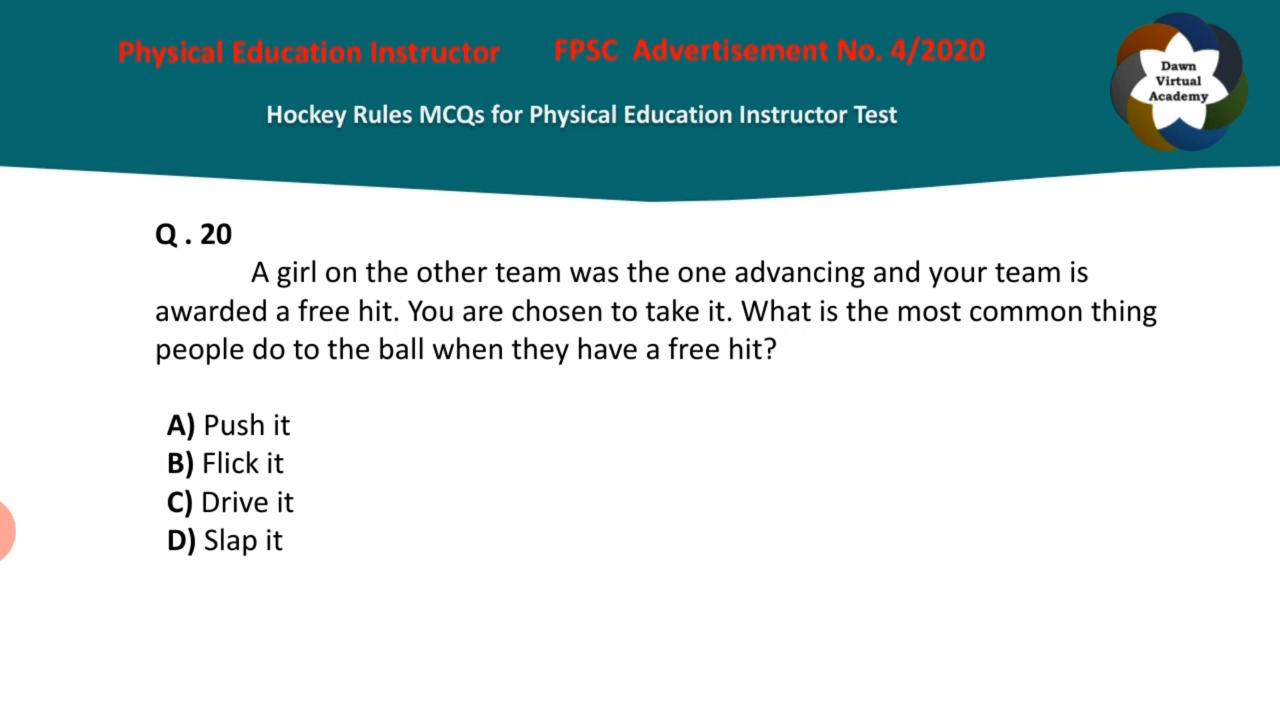 Physical Education Instructor FPSC Advertisement No. 4/2020
Dawn
Virtual
Academy
Hockey Rules MCQs for Physical Education Instructor Test
Q . 20
A girl on the other team was the one advancing and your team is
awarded a free hit. You are chosen to take it. What is the most common thing
people do to the ball when they have a free hit?
A) Push it
B) Flick it
C) Drive it
D) Slap it